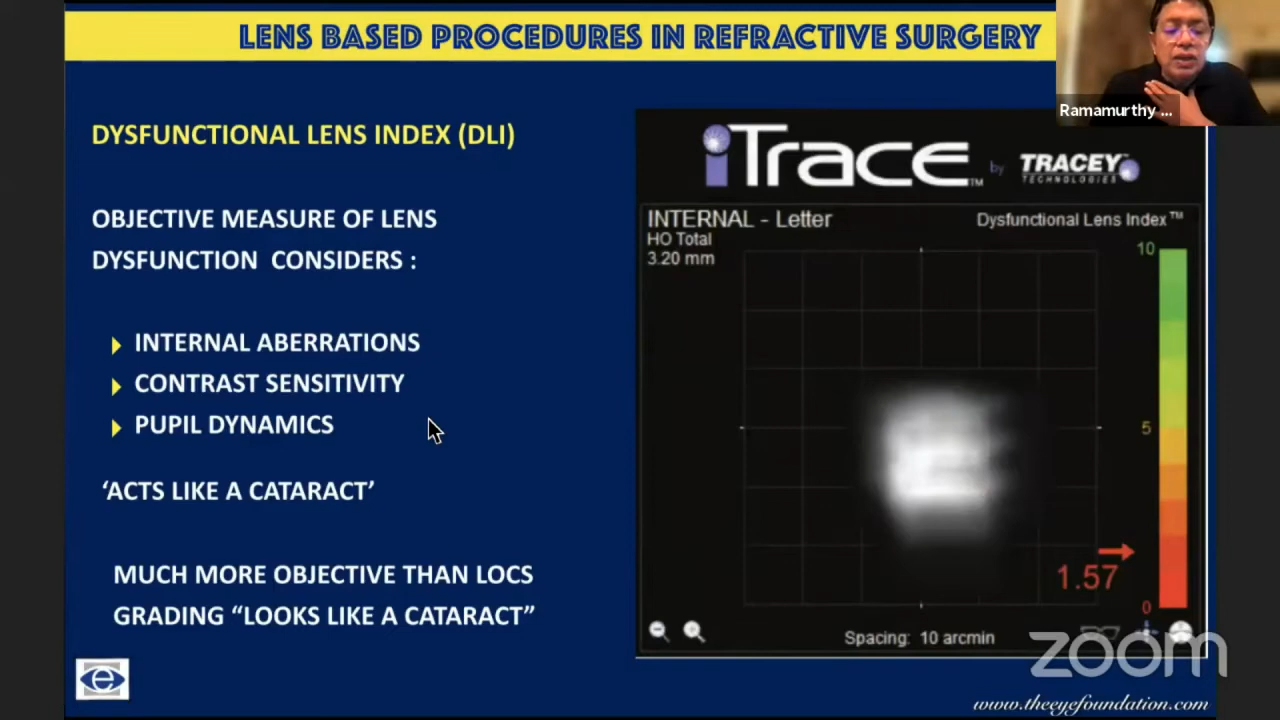 LENS BASED PROCEDURES IN REFRACTIVE SURGERY
Ramamurthy ...
DYSFUNCTIONAL LENS INDEX (DLI)
OBJECTIVE MEASURE OF LENS
DYSFUNCTION CONSIDERS :
INTERNAL ABERRATIONS
CONTRAST SENSITIVITY
PUPIL DYNAMICS
‘ACTS LIKE A CATARACT’
MUCH MORE OBJECTIVE THAN LOCS
GRADING “LOOKS LIKE A CATARACT”
iTrace™ by TRACEY™
TECHNOLOGIES
INTERNAL - Letter
Dysfunctional Lens Index™
HO Total
3.20 mm
10
5
1.57
0
Spacing: 10 arcmin
zoom
e
www.theeyefoundation.com